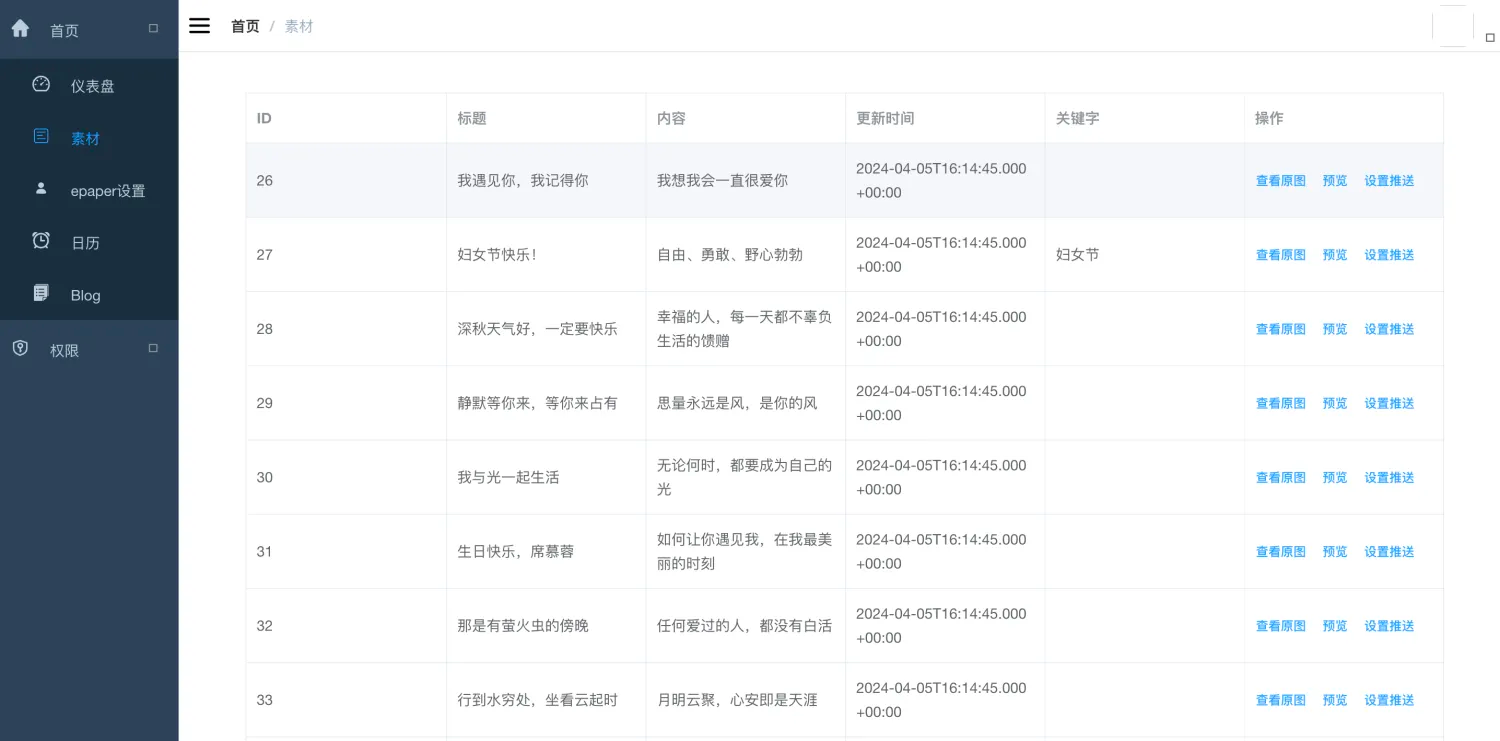 首页
仪表盘
素材
epaper设置
日历
Blog
权限
首页 / 素材
ID 标题 内容 更新时间 关键字 操作
26 我遇见你，我记得你 我想我会一直很爱你 2024-04-05T16:14:45.000
+00:00 查看原图 预览 设置推送
27 妇女节快乐！ 自由、勇敢、野心勃勃 2024-04-05T16:14:45.000
+00:00 妇女节 查看原图 预览 设置推送
28 深秋天气好，一定要快乐 幸福的人，每一天都不辜负
生活的馈赠 2024-04-05T16:14:45.000
+00:00 查看原图 预览 设置推送
29 静默等你来，等你来占有 思量永远是风，是你的风 2024-04-05T16:14:45.000
+00:00 查看原图 预览 设置推送
30 我与光一起生活 无论何时，都要成为自己的
光 2024-04-05T16:14:45.000
+00:00 查看原图 预览 设置推送
31 生日快乐，席慕蓉 如何让你遇见我，在我最美
丽的时刻 2024-04-05T16:14:45.000
+00:00 查看原图 预览 设置推送
32 那是有萤火虫的傍晚 任何爱过的人，都没有白活 2024-04-05T16:14:45.000
+00:00 查看原图 预览 设置推送
33 行到水穷处，坐看云起时 月明云聚，心安即是天涯 2024-04-05T16:14:45.000
+00:00 查看原图 预览 设置推送